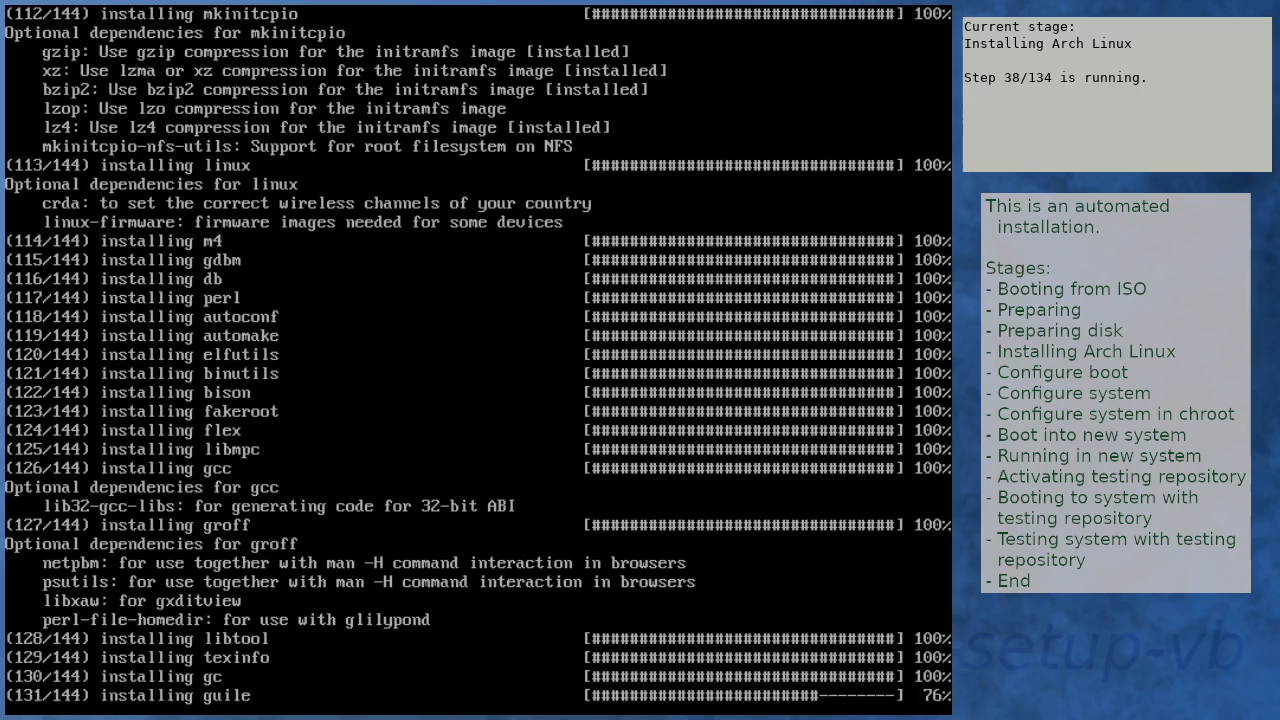 (112/144) installing mkinitcpio [################################] 100%
Optional dependencies for mkinitcpio
gzip: Use gzip compression for the initramfs image [installed]
xz: Use lzma or xz compression for the initramfs image [installed]
bzip2: Use bzip2 compression for the initramfs image [installed]
lzop: Use lzo compression for the initramfs image
lz4: Use lz4 compression for the initramfs image [installed]
mkinitcpio-nfs-utils: Support for root filesystem on NFS
(113/144) installing linux [################################] 100%
Optional dependencies for linux
crda: to set the correct wireless channels of your country
linux-firmware: firmware images needed for some devices
(114/144) installing m4 [################################] 100%
(115/144) installing gdbm [################################] 100%
(116/144) installing db [################################] 100%
(117/144) installing perl [################################] 100%
(118/144) installing autoconf [################################] 100%
(119/144) installing automake [################################] 100%
(120/144) installing elfutils [################################] 100%
(121/144) installing binutils [################################] 100%
(122/144) installing bison [################################] 100%
(123/144) installing fakeroot [################################] 100%
(124/144) installing flex [################################] 100%
(125/144) installing libmpc [################################] 100%
(126/144) installing gcc [################################] 100%
Optional dependencies for gcc
lib32-gcc-libs: for generating code for 32-bit ABI
(127/144) installing groff [################################] 100%
Optional dependencies for groff
netpbm: for use together with man -H command interaction in browsers
psutils: for use together with man -H command interaction in browsers
libxaw: for gxditview
perl-file-homedir: for use with glilypond
(128/144) installing libtool [################################] 100%
(129/144) installing texinfo [################################] 100%
(130/144) installing gc [################################] 100%
(131/144) installing guile [########################--------] 76%
Current stage:
Installing Arch Linux
Step 38/134 is running.
This is an automated
installation.
Stages:
- Booting from ISO
- Preparing
- Preparing disk
- Installing Arch Linux
- Configure boot
- Configure system
- Configure system in chroot
- Boot into new system
- Running in new system
- Activating testing repository
- Booting to system with
testing repository
- Testing system with testing
repository
- End
setup-vb